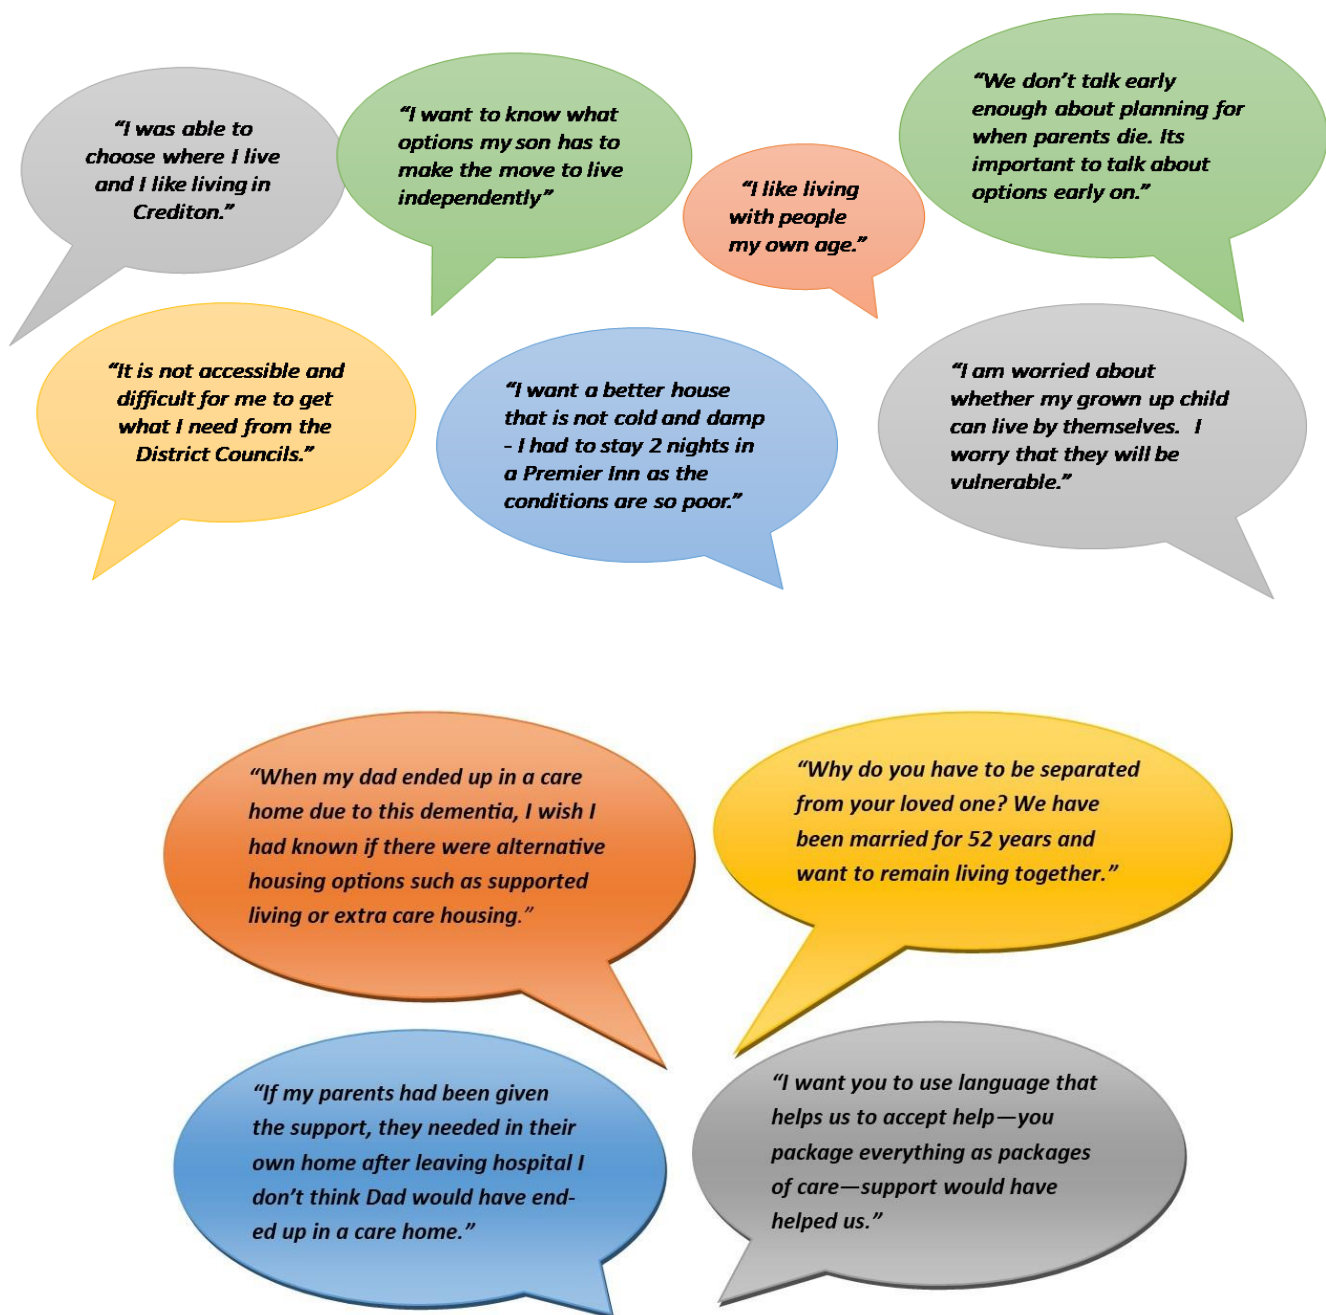 “I was able to
choose where I live
and I like living in
Crediton.”
“I want to know what
options my son has to
make the move to live
independently”
“I like living
with people
my own age.”
“We don’t talk early
enough about planning for
when parents die. Its
important to talk about
options early on.”
“It is not accessible and
difficult for me to get
what I need from the
District Councils.”
“I want a better house
that is not cold and damp
- I had to stay 2 nights in
a Premier Inn as the
conditions are so poor.”
“I am worried about
whether my grown up child
can live by themselves.  I
worry that they will be
vulnerable.”
“When my dad ended up in a care
home due to this dementia, I wish I
had known if there were alternative
housing options such as supported
living or extra care housing.”
“Why do you have to be separated
from your loved one? We have
been married for 52 years and
want to remain living together.”
“If my parents had been given
the support, they needed in their
own home after leaving hospital I
don’t think Dad would have end-
ed up in a care home.”
“I want you to use language that
helps us to accept help—you
package everything as packages
of care—support would have
helped us.”